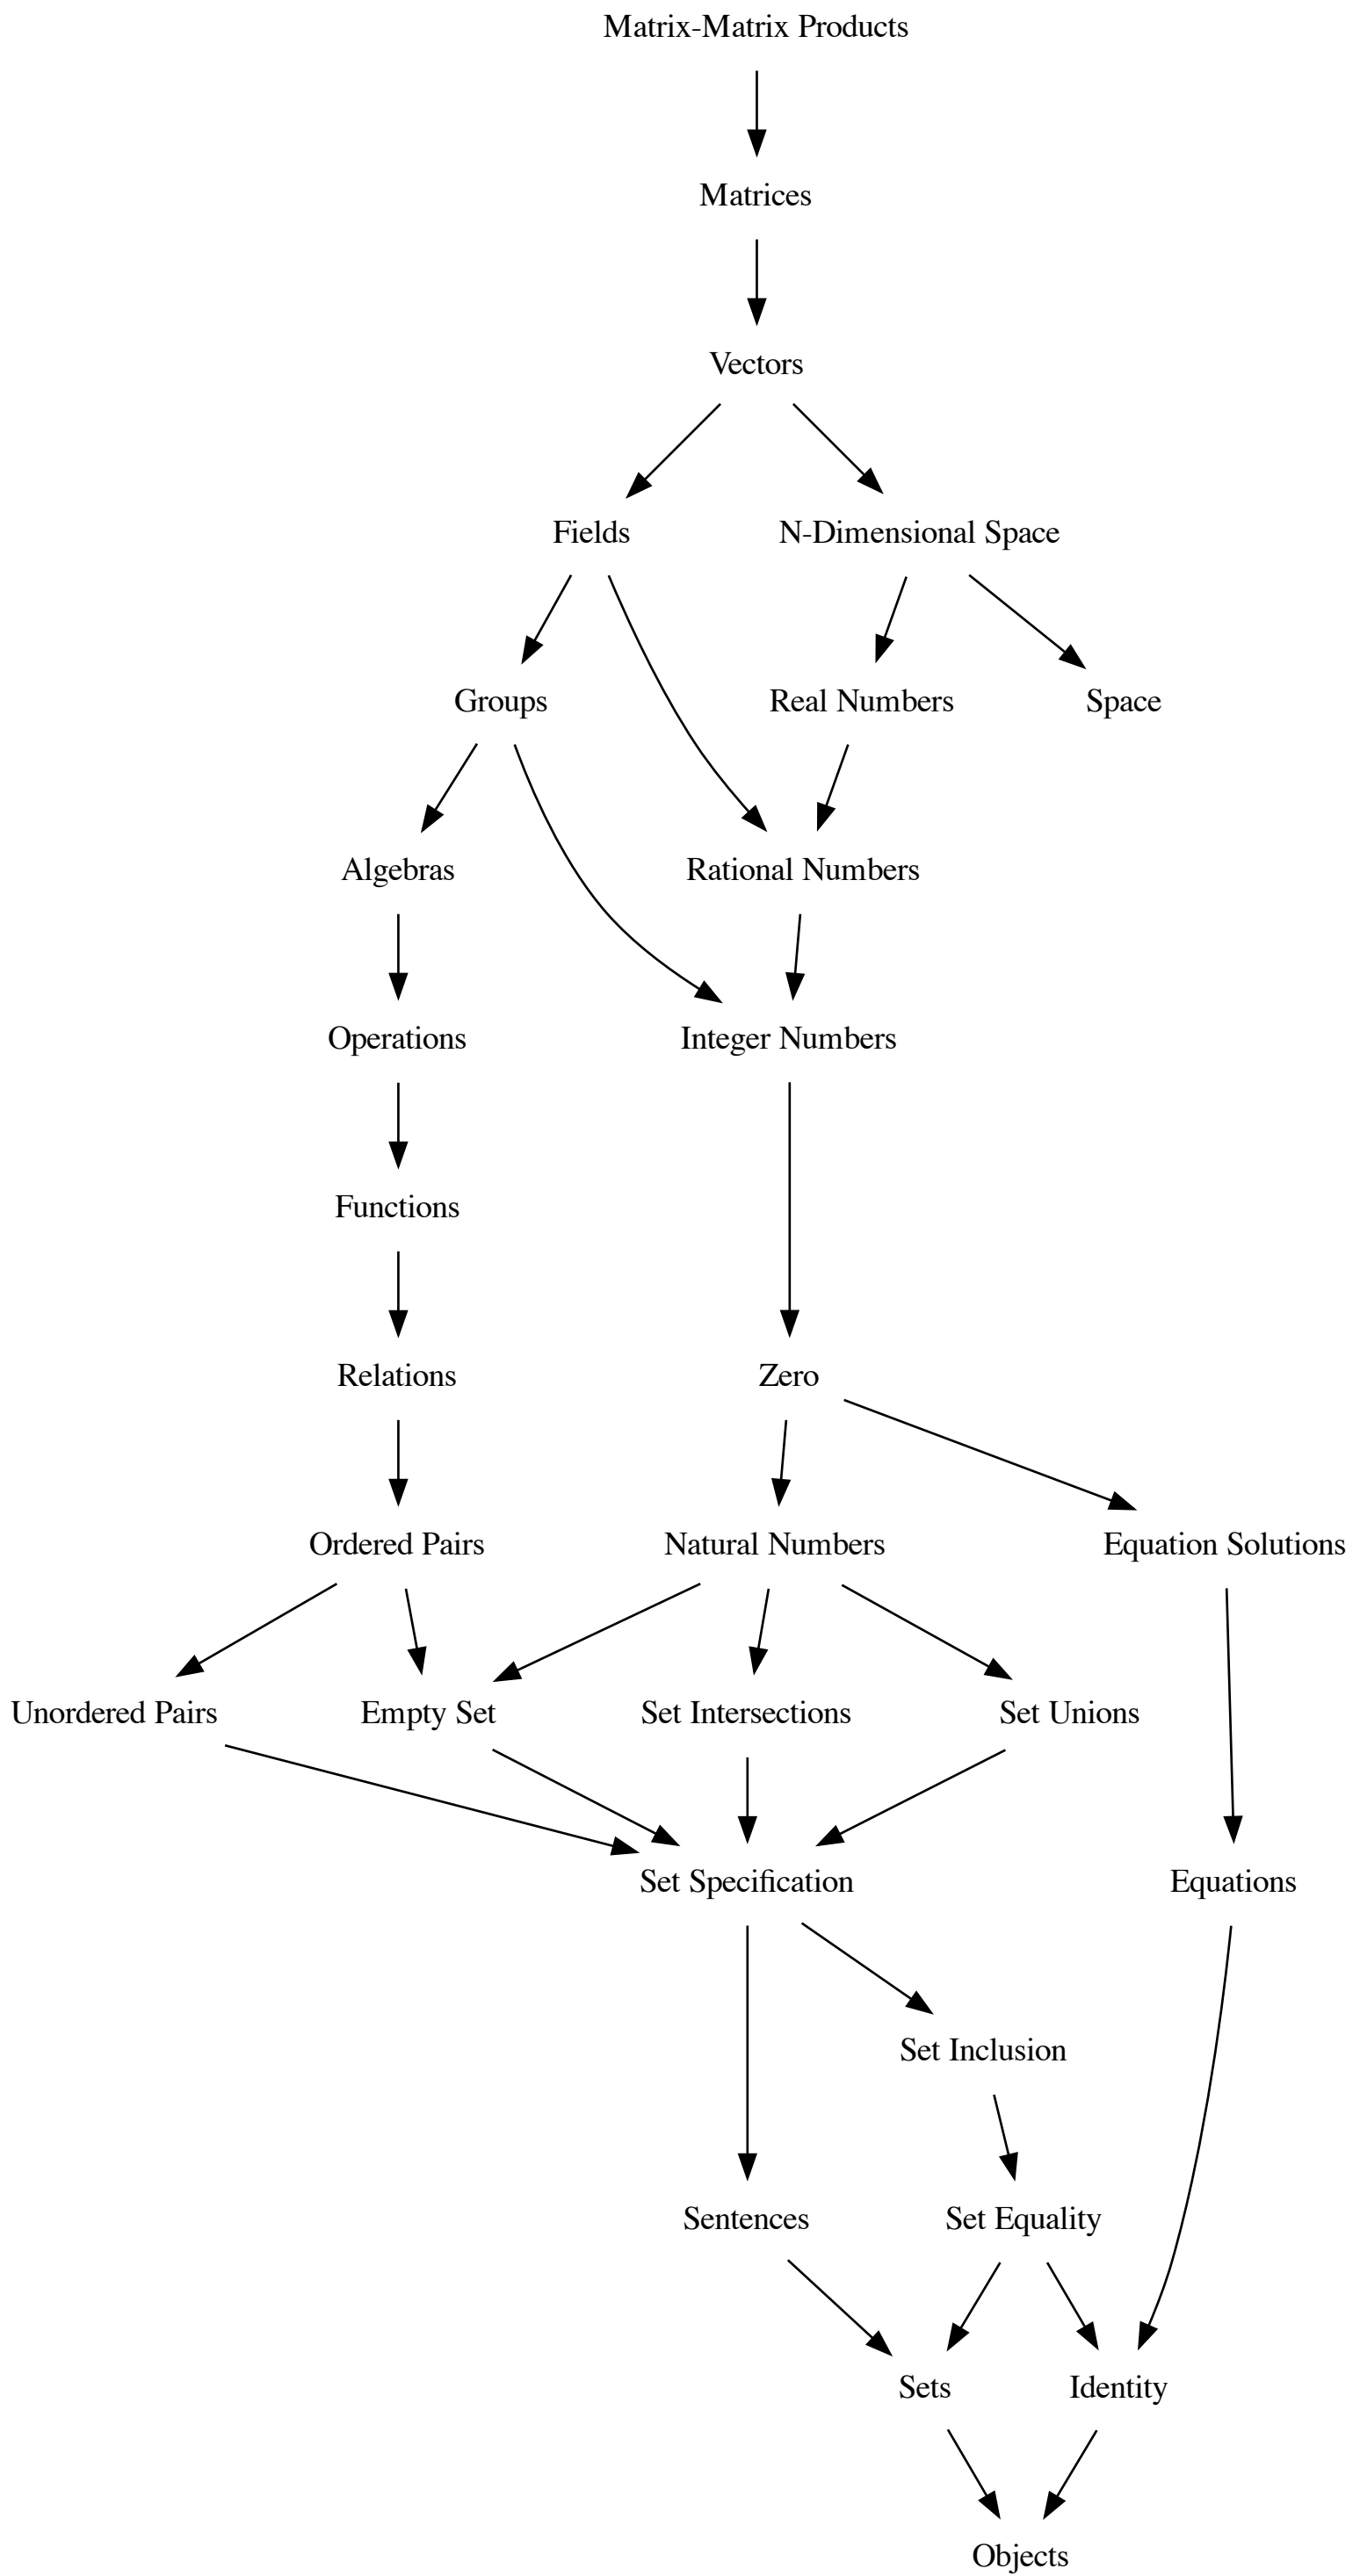 Matrix-Matrix Products
Matrices
Vectors
Fields
N-Dimensional Space
Groups
Real Numbers
Space
Algebras
Rational Numbers
Operations
Integer Numbers
Functions
Relations
Zero
Ordered Pairs
Natural Numbers
Equation Solutions
Unordered Pairs
Empty Set
Set Intersections
Set Unions
Set Specification
Equations
Set Inclusion
Sentences
Set Equality
Sets
Identity
Objects